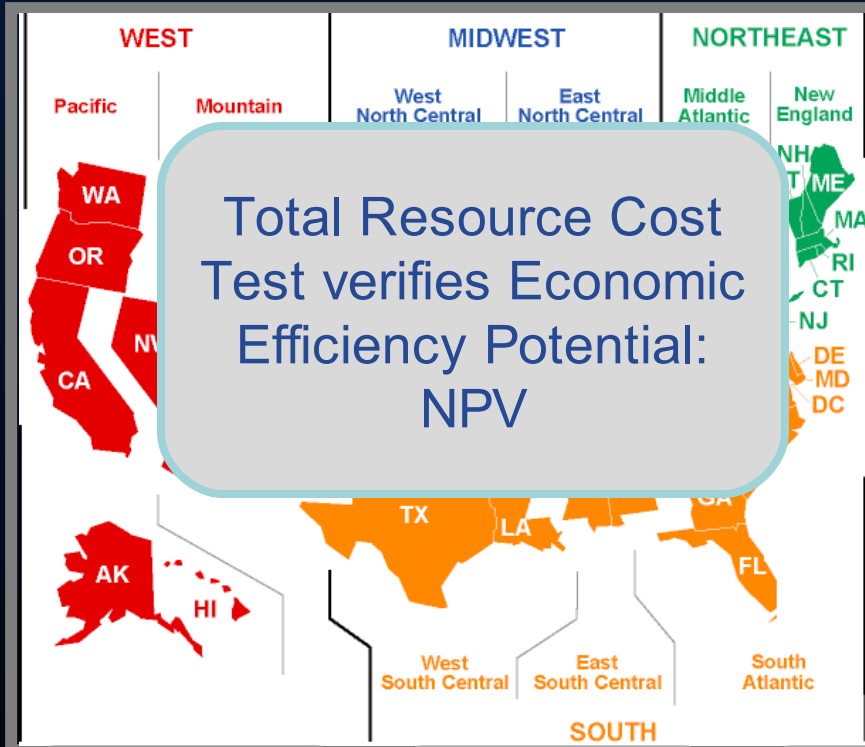 WEST
MIDWEST
NORTHEAST
Pacific
Mountain
West
North Central
East
North Central
Middle
Atlantic
New
England
Total Resource Cost
Test verifies Economic
Efficiency Potential:
NPV
WA
OR
CA
AK
HI
NH
ME
MA
RI
CT
NJ
DE
MD
DC
TX
LA
GA
FL
West
South Central
East
South Central
South
Atlantic
SOUTH